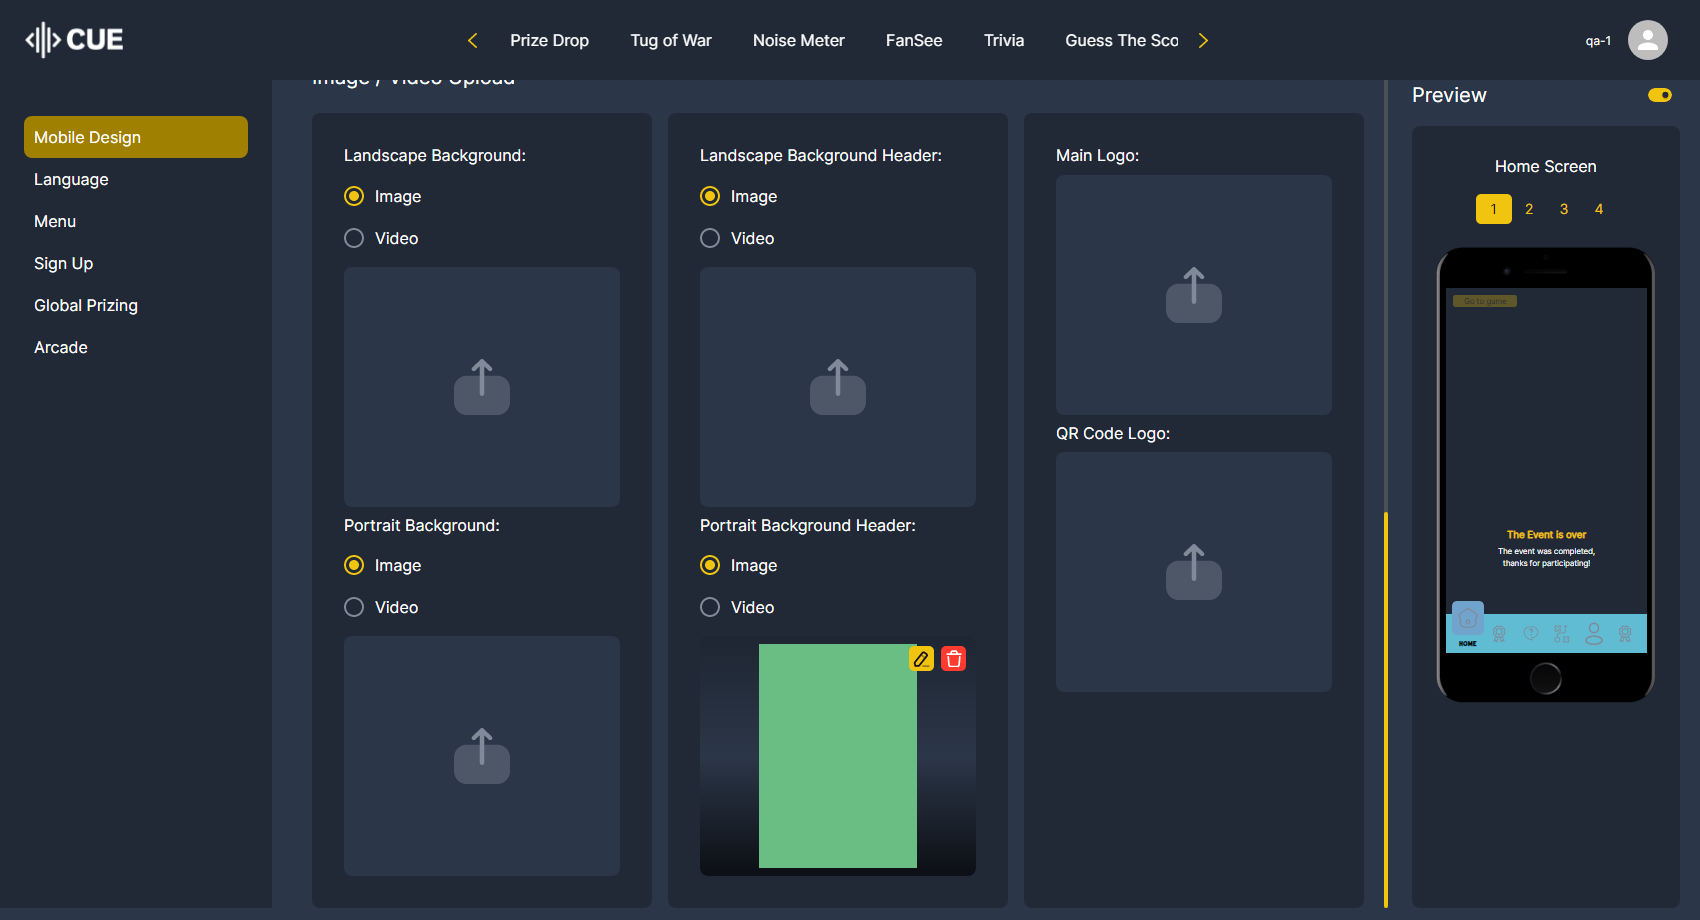 CUE
Prize Drop
Tug of War
Noise Meter
FanSee
Trivia
Guess The Sco
qa-1
Mobile Design
Language
Menu
Sign Up
Global Prizing
Arcade
Image / Video Upload
Landscape Background:
Image
Video
Portrait Background:
Image
Video
Landscape Background Header:
Image
Video
Portrait Background Header:
Image
Video
Main Logo:
QR Code Logo:
Preview
Home Screen
1 2 3 4
Go to game
The Event is over
The event was completed,
thanks for participating!
HOME